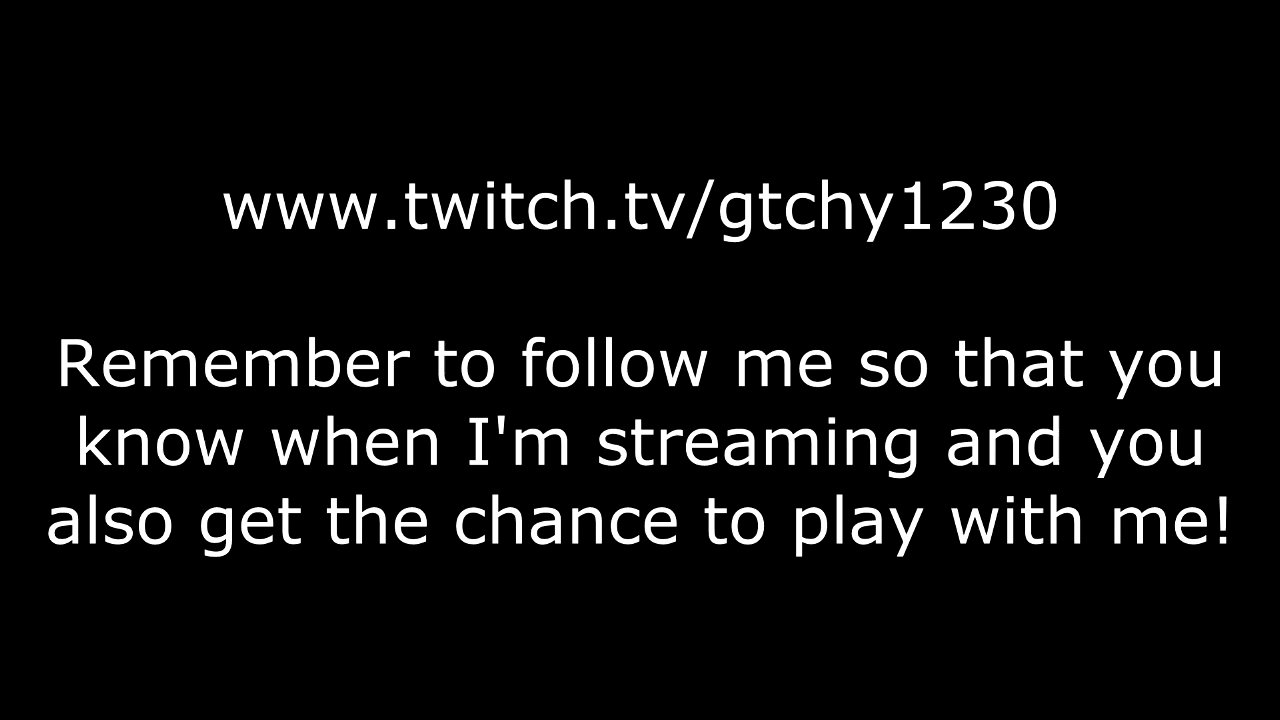 www.twitch.tv/gtchy1230
Remember to follow me so that you
know when I'm streaming and you
also get the chance to play with me!